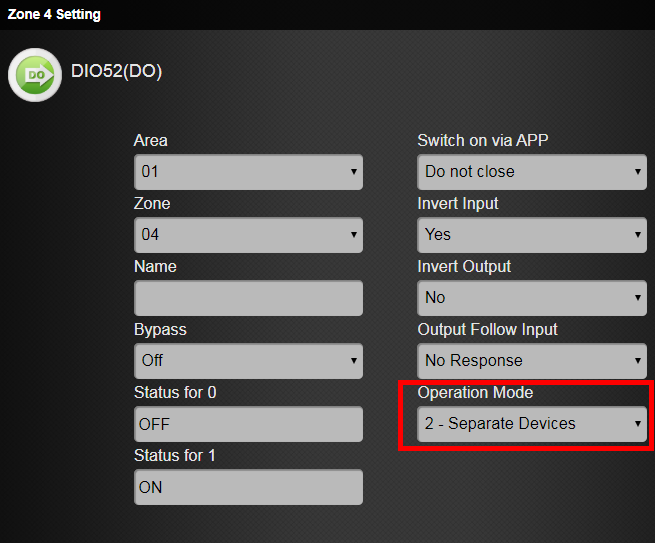 Zone 4 Setting
DO
DIO52(DO)
Area
01
Zone
04
Name
Bypass
Off
Status for 0
OFF
Status for 1
ON
Switch on via APP
Do not close
Invert Input
Yes
Invert Output
No
Output Follow Input
No Response
Operation Mode
2 - Separate Devices